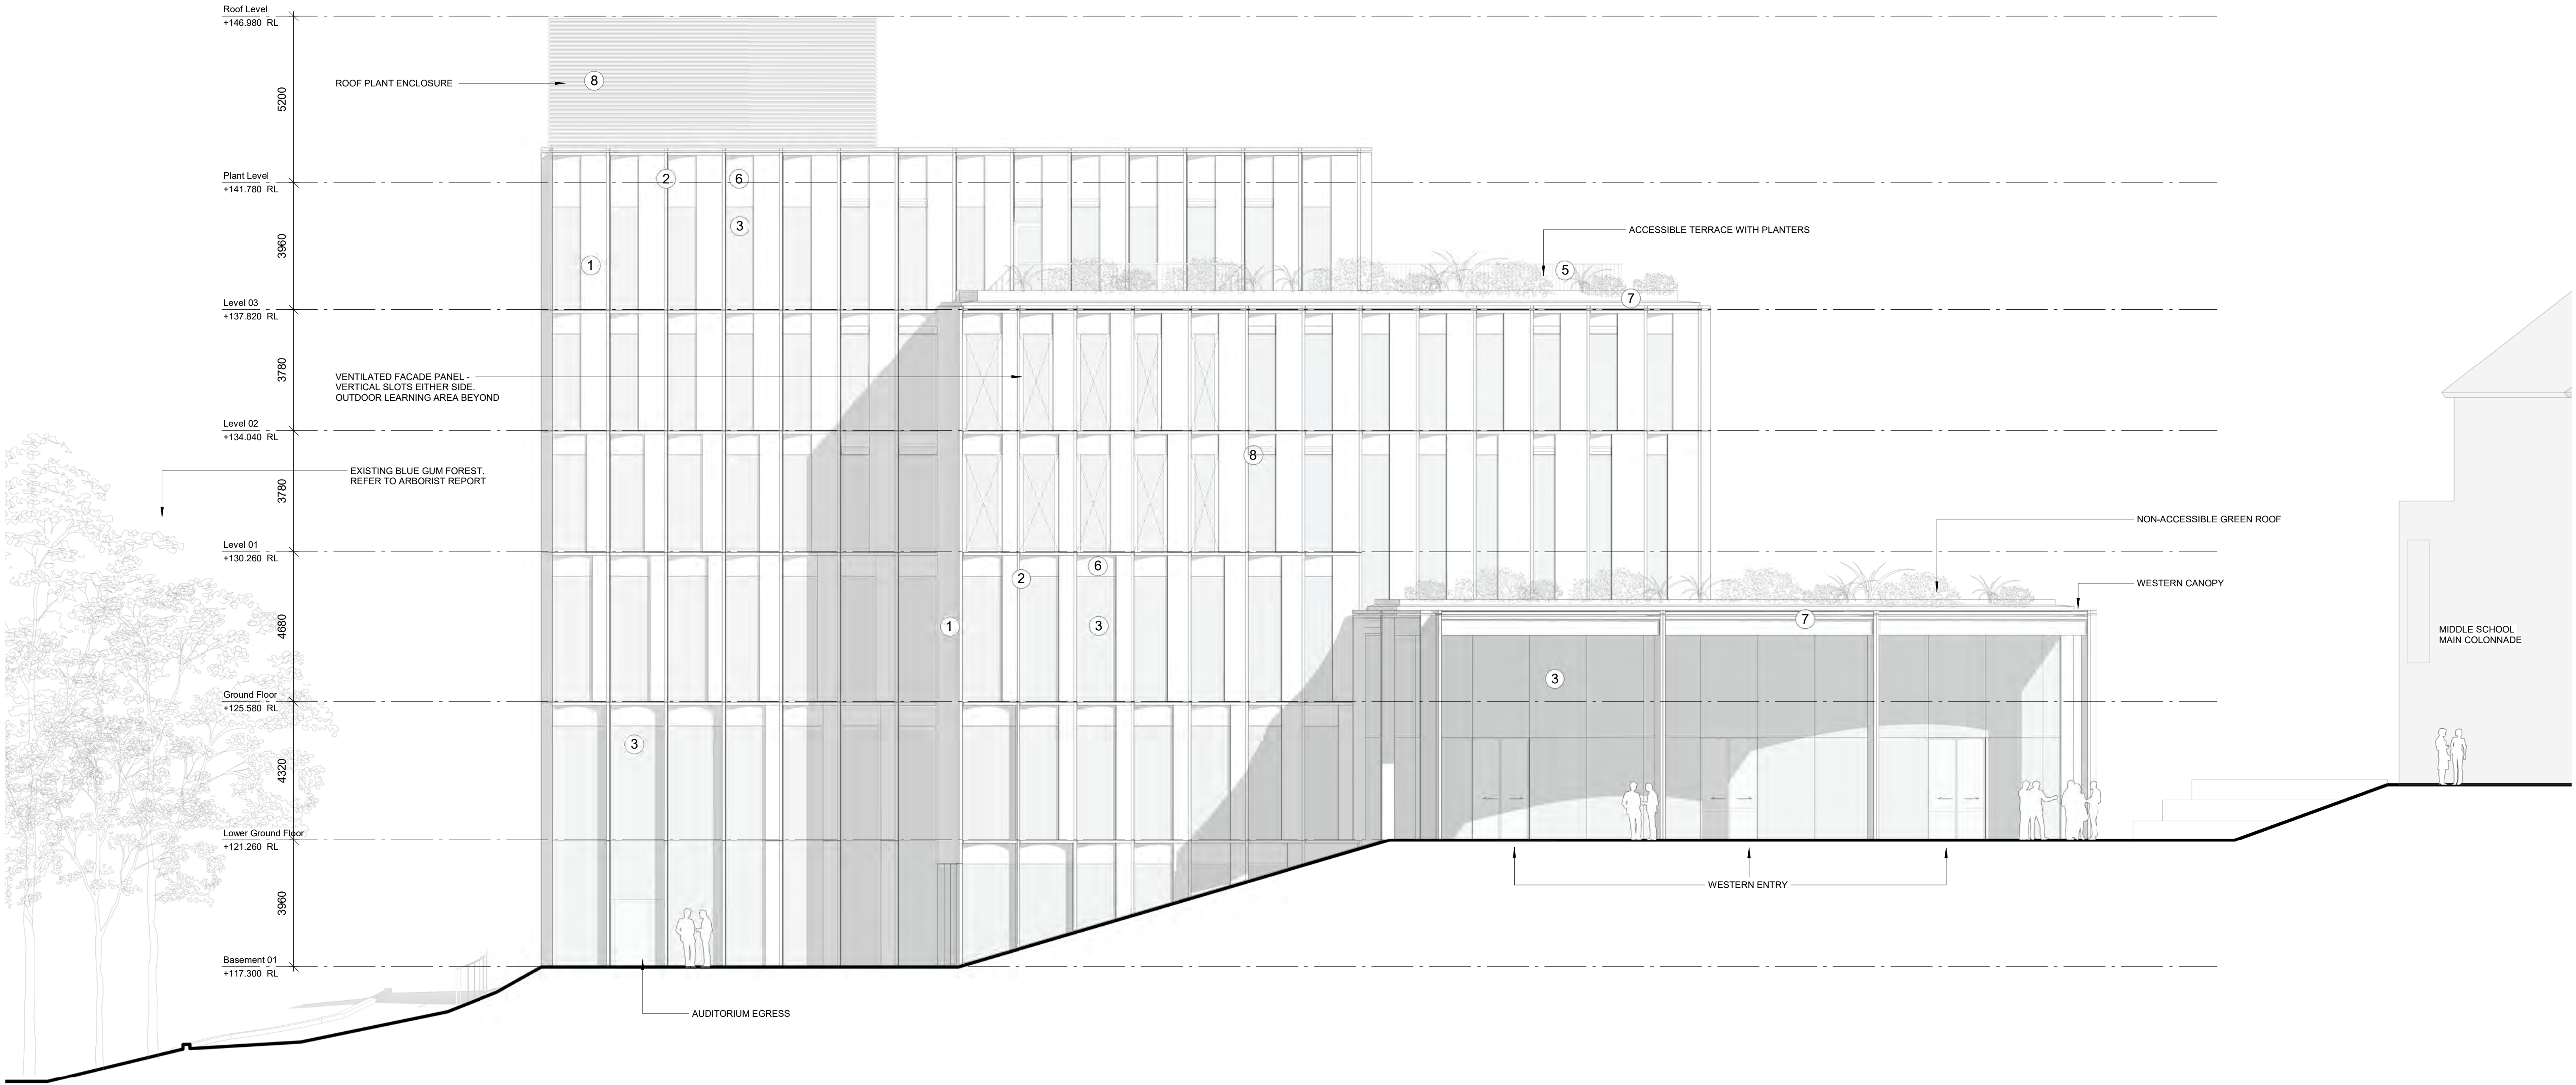 Roof Level
+146.980 RL
5200
ROOF PLANT ENCLOSURE
8
Plant Level
+141.780 RL
2
6
3
3960
1
ACCESSIBLE TERRACE WITH PLANTERS
5
7
Level 03
+137.820 RL
3780
VENTILATED FACADE PANEL -
VERTICAL SLOTS EITHER SIDE.
OUTDOOR LEARNING AREA BEYOND
Level 02
+134.040 RL
8
EXISTING BLUE GUM FOREST.
REFER TO ARBORIST REPORT
3780
NON-ACCESSIBLE GREEN ROOF
Level 01
+130.260 RL
6
2
WESTERN CANOPY
7
4680
1
3
MIDDLE SCHOOL
MAIN COLONNADE
3
Ground Floor
+125.580 RL
3
4320
Lower Ground Floor
+121.260 RL
WESTERN ENTRY
3960
Basement 01
+117.300 RL
AUDITORIUM EGRESS